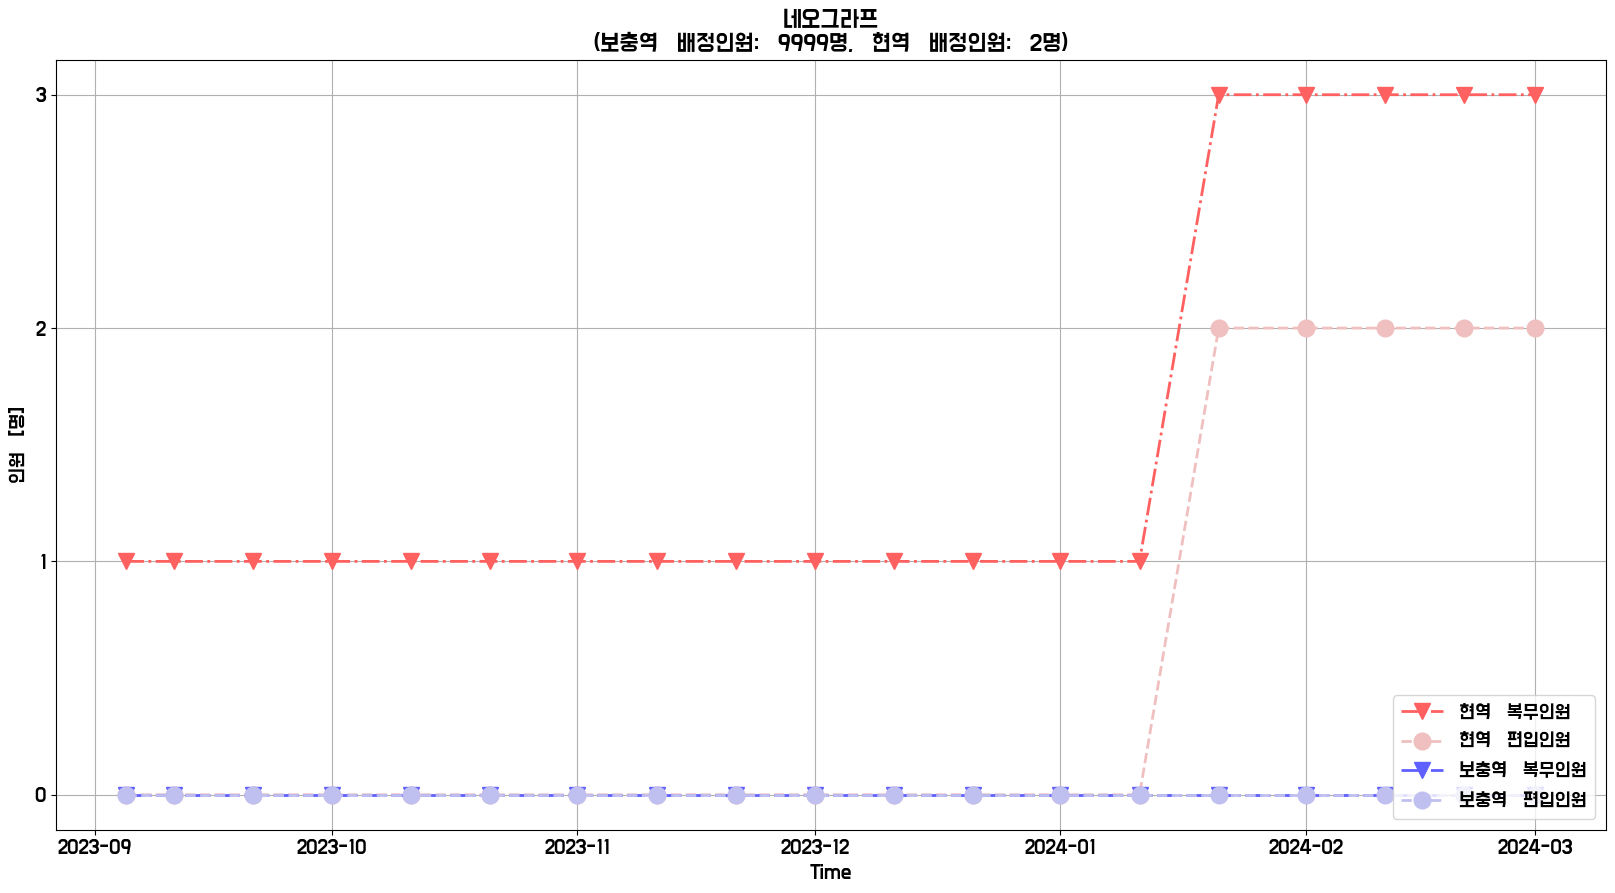 네오그라프
(보충역 배정인원: 9999명, 현역 배정인원: 2명)
3
2
1
0
인원 [명]
2023-09 2023-10 2023-11 2023-12 2024-01 2024-02 2024-03
Time
현역 복무인원
현역 편입인원
보충역 복무인원
보충역 편입인원